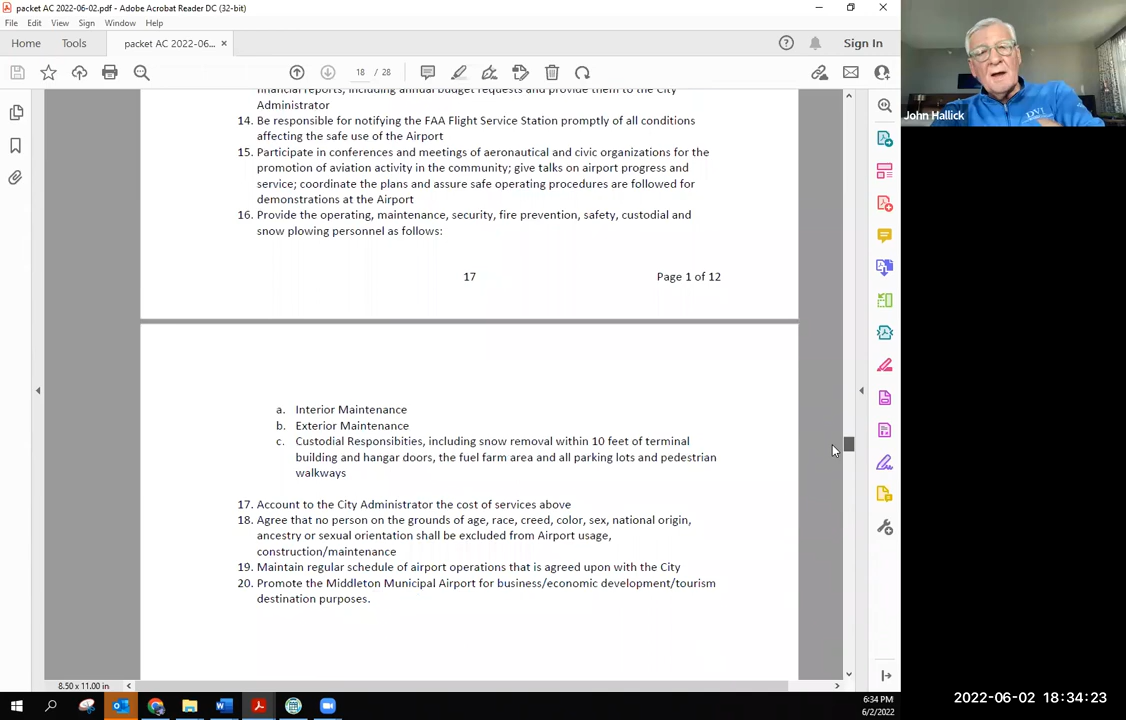 packet AC 2022-06-02.pdf - Adobe Acrobat Reader DC (32-bit)
File Edit View Sign Window Help
Home Tools packet AC 2022-06... × Sign In
18 / 28
financial reports, including annual budget requests and provide them to the City
Administrator
14. Be responsible for notifying the FAA Flight Service Station promptly of all conditions
affecting the safe use of the Airport
15. Participate in conferences and meetings of aeronautical and civic organizations for the
promotion of aviation activity in the community; give talks on airport progress and
service; coordinate the plans and assure safe operating procedures are followed for
demonstrations at the Airport
16. Provide the operating, maintenance, security, fire prevention, safety, custodial and
snow plowing personnel as follows:
17 Page 1 of 12
a. Interior Maintenance
b. Exterior Maintenance
c. Custodial Responsibities, including snow removal within 10 feet of terminal
building and hangar doors, the fuel farm area and all parking lots and pedestrian
walkways
17. Account to the City Administrator the cost of services above
18. Agree that no person on the grounds of age, race, creed, color, sex, national origin,
ancestry or sexual orientation shall be excluded from Airport usage,
construction/maintenance
19. Maintain regular schedule of airport operations that is agreed upon with the City
20. Promote the Middleton Municipal Airport for business/economic development/tourism
destination purposes.
8.50 x 11.00 in
6:34 PM
6/2/2022
John Hallick
DVI
2022-06-02 18:34:23